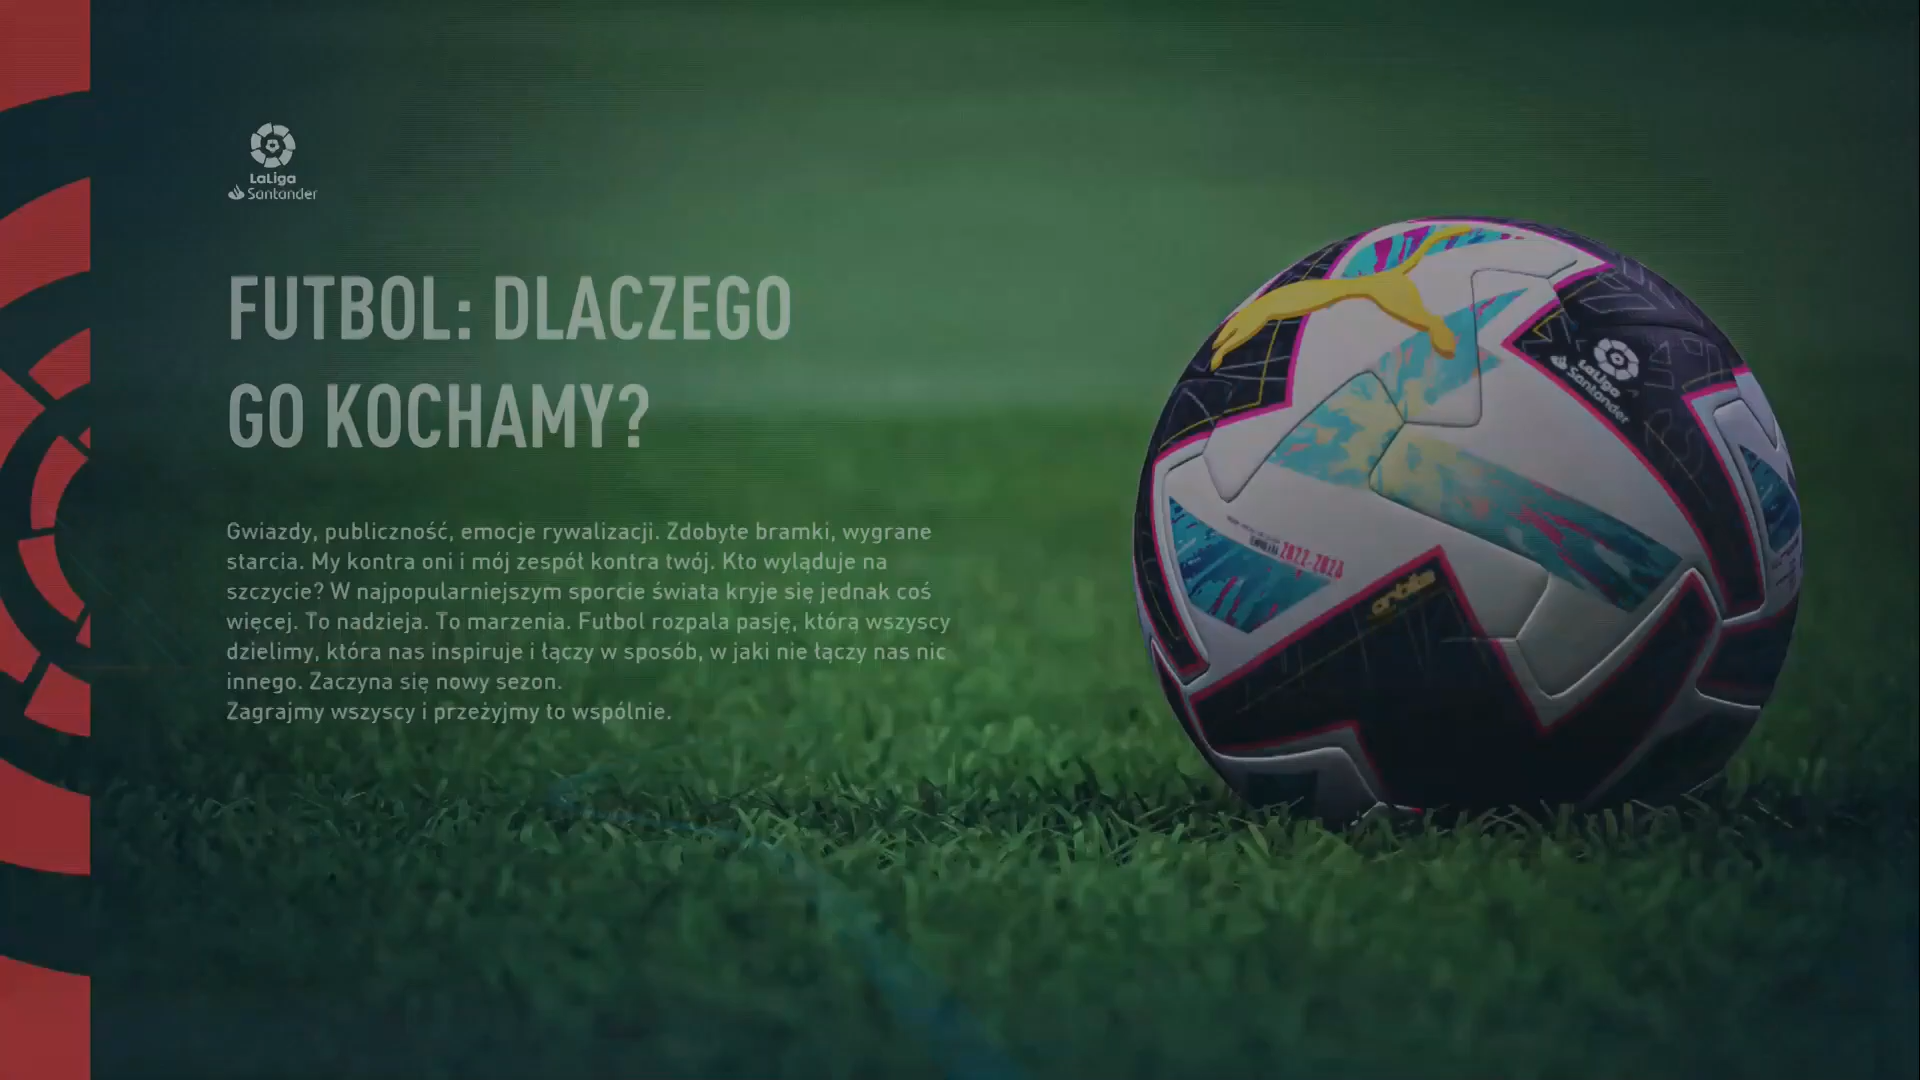 LaLiga
Santander
FUTBOL: DLACZEGO
GO KOCHAMY?
Gwiazdy, publiczność, emocje rywalizacji. Zdobyte bramki, wygrane
starcia. My kontra oni i mój zespół kontra twój. Kto wyląduje na
szczycie? W najpopularniejszym sporcie świata kryje się jednak coś
więcej. To nadzieja. To marzenia. Futbol rozpala pasję, którą wszyscy
dzielimy, która nas inspiruje i łączy w sposób, w jaki nie łączy nas nic
innego. Zaczyna się nowy sezon.
Zagrajmy wszyscy i przeżyjmy to wspólnie.
LaLiga
Santander
2022-2023
orbita